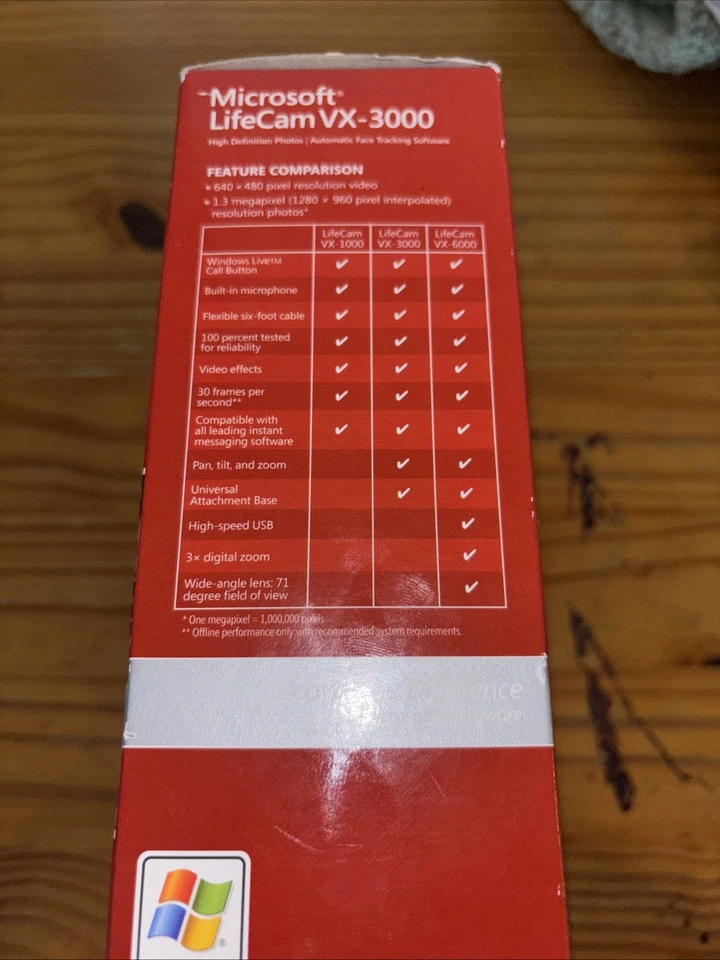 Microsoft®
LifeCam VX-3000
High Definition Photos | Automatic Face Tracking Software
FEATURE COMPARISON
• 640 × 480 pixel resolution video
• 1.3 megapixel (1280 × 960 pixel interpolated)
resolution photos*
LifeCam VX-1000 LifeCam VX-3000 LifeCam VX-6000
Windows Live™
Call Button ✔ ✔ ✔
Built-in microphone ✔ ✔ ✔
Flexible six-foot cable ✔ ✔ ✔
100 percent tested
for reliability ✔ ✔ ✔
Video effects ✔ ✔ ✔
30 frames per
second** ✔ ✔ ✔
Compatible with
all leading instant
messaging software ✔ ✔ ✔
Pan, tilt, and zoom ✔ ✔
Universal
Attachment Base ✔ ✔
High-speed USB ✔
3× digital zoom ✔
Wide-angle lens: 71
degree field of view ✔
* One megapixel = 1,000,000 pixels
** Offline performance only with recommended system requirements.
®